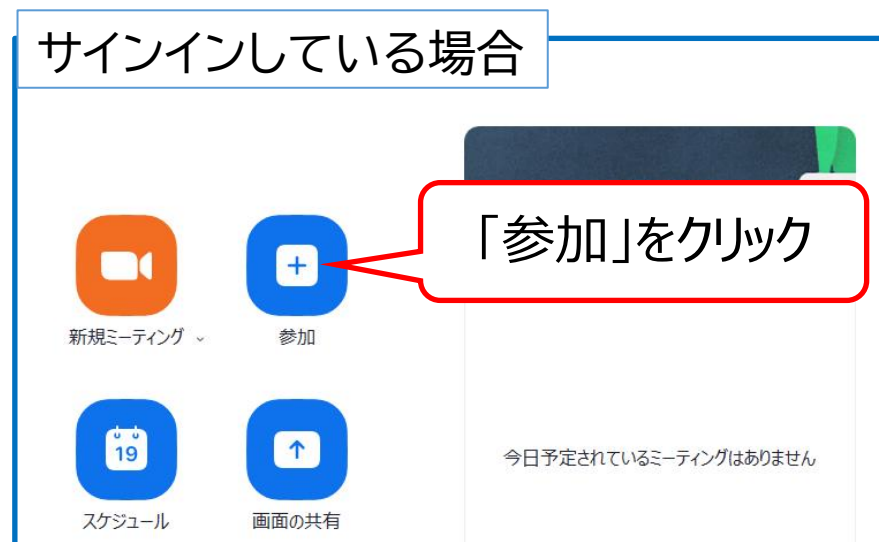 サインインしている場合
「参加」をクリック
新規ミーティング
参加
19
スケジュール
画面の共有
今日予定されているミーティングはありません